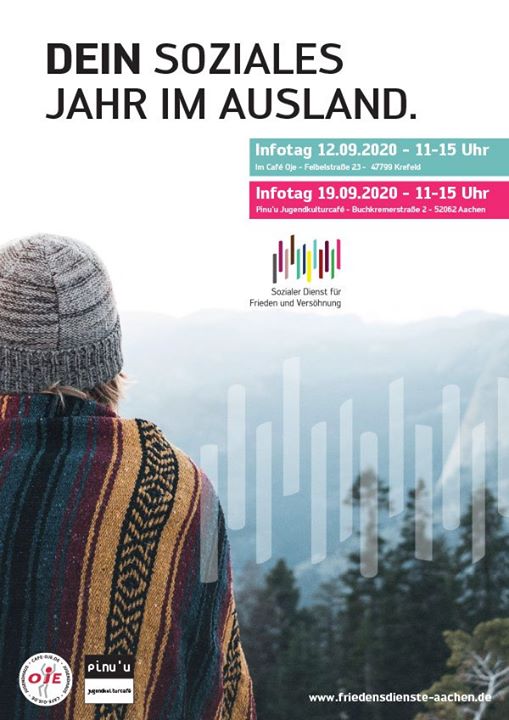 DEIN SOZIALES
JAHR IM AUSLAND.
Infotag 12.09.2020 - 11-15 Uhr
Im Café Oje - Felbelstraße 23 - 47799 Krefeld
Infotag 19.09.2020 - 11-15 Uhr
Pinu'u Jugendkulturcafé - Buchkremerstraße 2 - 52062 Aachen
Sozialer Dienst für
Frieden und Versöhnung
OJE
pinu'u
jugendkulturcafé
www.friedensdienste-aachen.de